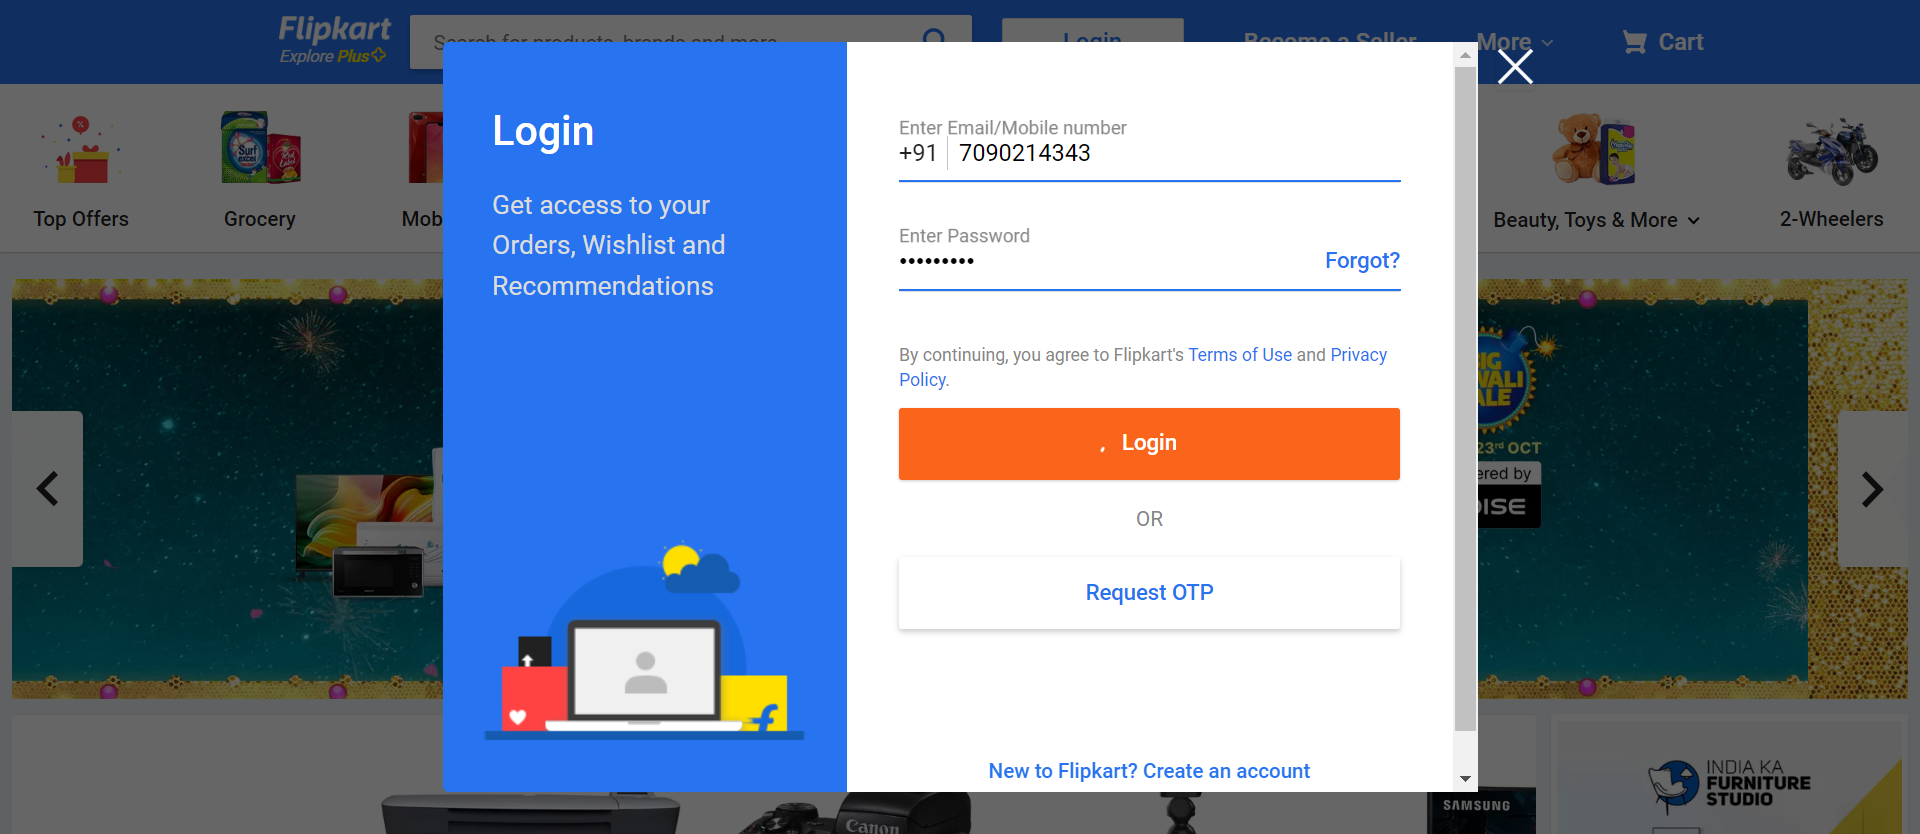 Flipkart
Explore Plus
Search for products, brands and more
Login
Become a Seller
More
Cart
Top Offers
Grocery
Mob
Beauty, Toys & More
2-Wheelers
Login
Get access to your
Orders, Wishlist and
Recommendations
Enter Email/Mobile number
+91 7090214343
Enter Password
•••••••••
Forgot?
By continuing, you agree to Flipkart's Terms of Use and Privacy
Policy.
Login
OR
Request OTP
New to Flipkart? Create an account
23rd OCT
SAMSUNG
Canon
INDIA KA
FURNITURE
STUDIO